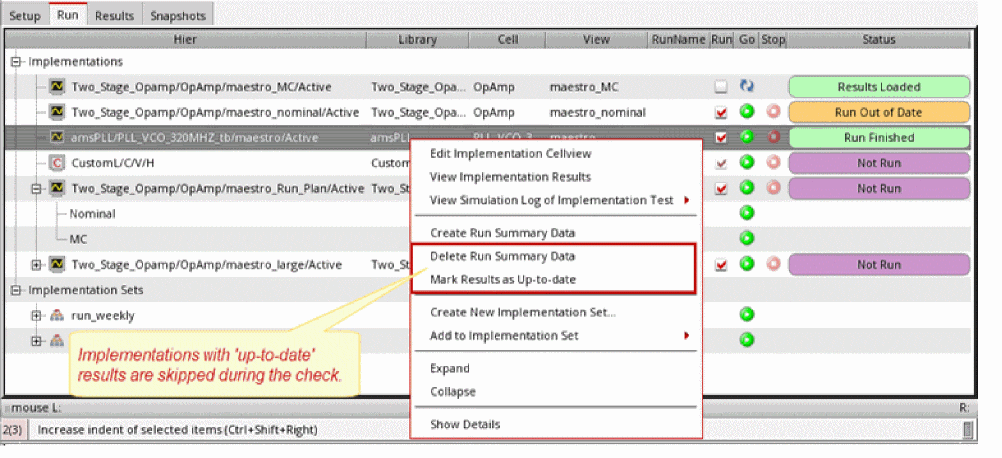 Setup Run Results Snapshots
Hier Library Cell View RunName Run Go Stop Status
Implementations
Two_Stage_Opamp/OpAmp/maestro_MC/Active Two_Stage_Opa... OpAmp maestro_MC Results Loaded
Two_Stage_Opamp/OpAmp/maestro_nominal/Active Two_Stage_Opa... OpAmp maestro_nominal Run Out of Date
amsPLL/PLL_VCO_320MHZ_tb/maestro/Active amsPLL PLL_VCO_3 maestro Run Finished
CustomL/C/V/H Custom Not Run
Two_Stage_Opamp/OpAmp/maestro_Run_Plan/Active Two_St Not Run
Nominal
MC
Two_Stage_Opamp/OpAmp/maestro_large/Active Two_St Not Run
Implementation Sets
run_weekly
Edit Implementation Cellview
View Implementation Results
View Simulation Log of Implementation Test
Create Run Summary Data
Delete Run Summary Data
Mark Results as Up-to-date
Create New Implementation Set...
Add to Implementation Set
Expand
Collapse
Show Details
Implementations with 'up-to-date'
results are skipped during the check.
mouse L: R:
2(3) Increase indent of selected items (Ctrl+Shift+Right)